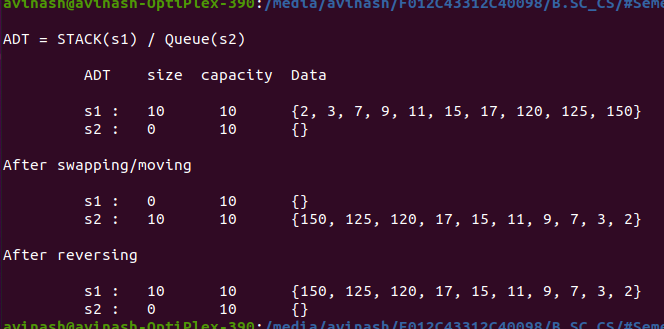 avinash@avinash-OptiPlex-390:/media/avinash/F012C43312C40098/B.SC_CS/#Seme
ADT = STACK(s1) / Queue(s2)
ADT size capacity Data
s1 : 10 10 {2, 3, 7, 9, 11, 15, 17, 120, 125, 150}
s2 : 0 10 {}
After swapping/moving
s1 : 0 10 {}
s2 : 10 10 {150, 125, 120, 17, 15, 11, 9, 7, 3, 2}
After reversing
s1 : 10 10 {150, 125, 120, 17, 15, 11, 9, 7, 3, 2}
s2 : 0 10 {}
avinash@avinash-OptiPlex-390:/media/avinash/F012C43312C40098/B.SC_CS/#Seme